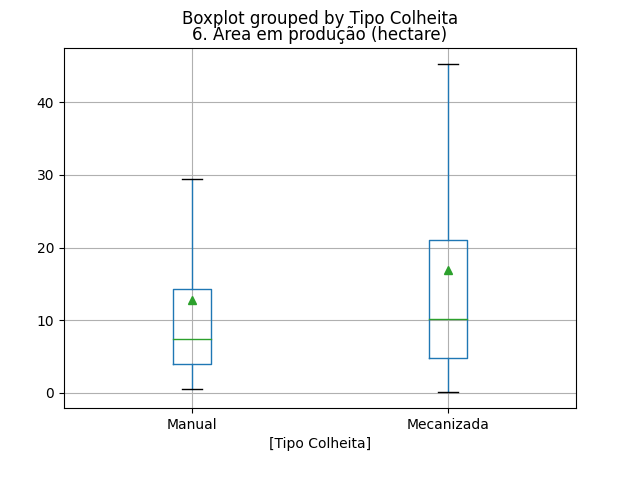 Boxplot grouped by Tipo Colheita
6. Área em produção (hectare)
40
30
20
10
0
Manual
Mecanizada
[Tipo Colheita]